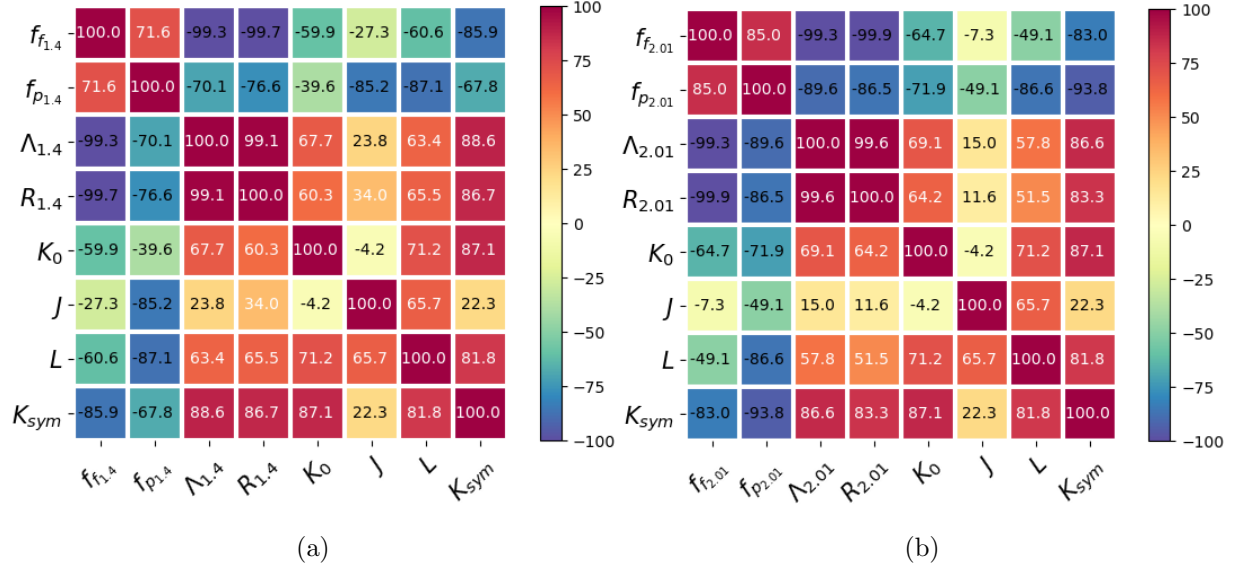 f_{f_{1.4}} 100.0 71.6 -99.3 -99.7 -59.9 -27.3 -60.6 -85.9
f_{p_{1.4}} 71.6 100.0 -70.1 -76.6 -39.6 -85.2 -87.1 -67.8
Λ_{1.4} -99.3 -70.1 100.0 99.1 67.7 23.8 63.4 88.6
R_{1.4} -99.7 -76.6 99.1 100.0 60.3 34.0 65.5 86.7
K_0 -59.9 -39.6 67.7 60.3 100.0 -4.2 71.2 87.1
J -27.3 -85.2 23.8 34.0 -4.2 100.0 65.7 22.3
L -60.6 -87.1 63.4 65.5 71.2 65.7 100.0 81.8
K_{sym} -85.9 -67.8 88.6 86.7 87.1 22.3 81.8 100.0
f_{f_{1.4}} f_{p_{1.4}} Λ_{1.4} R_{1.4} K_0 J L K_{sym}
100
75
50
25
0
−25
−50
−75
−100
(a)
f_{f_{2.01}} 100.0 85.0 -99.3 -99.9 -64.7 -7.3 -49.1 -83.0
f_{p_{2.01}} 85.0 100.0 -89.6 -86.5 -71.9 -49.1 -86.6 -93.8
Λ_{2.01} -99.3 -89.6 100.0 99.6 69.1 15.0 57.8 86.6
R_{2.01} -99.9 -86.5 99.6 100.0 64.2 11.6 51.5 83.3
K_0 -64.7 -71.9 69.1 64.2 100.0 -4.2 71.2 87.1
J -7.3 -49.1 15.0 11.6 -4.2 100.0 65.7 22.3
L -49.1 -86.6 57.8 51.5 71.2 65.7 100.0 81.8
K_{sym} -83.0 -93.8 86.6 83.3 87.1 22.3 81.8 100.0
f_{f_{2.01}} f_{p_{2.01}} Λ_{2.01} R_{2.01} K_0 J L K_{sym}
100
75
50
25
0
−25
−50
−75
−100
(b)